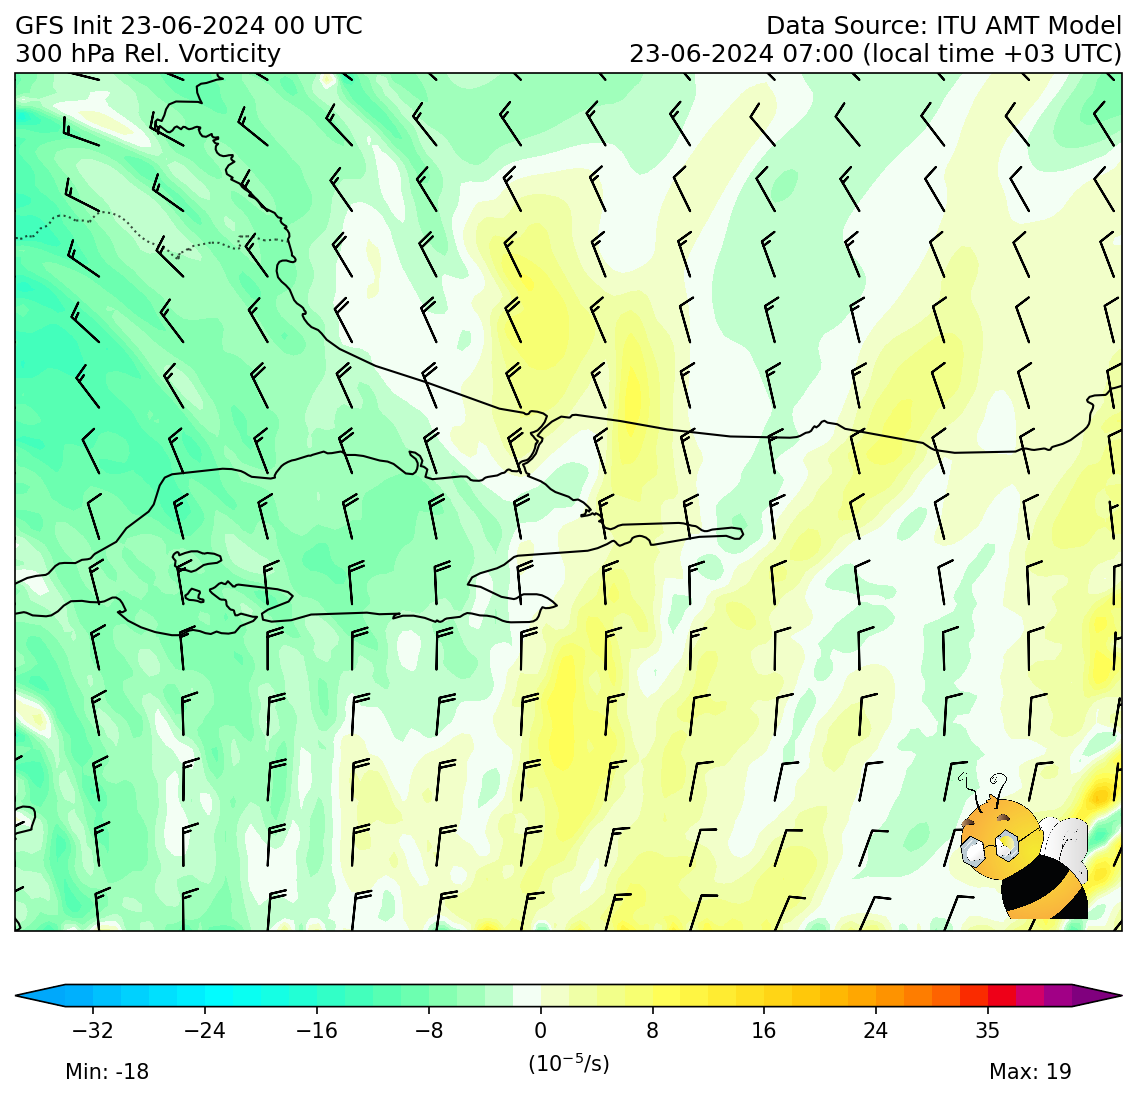 GFS Init 23-06-2024 00 UTC
Data Source: ITU AMT Model
300 hPa Rel. Vorticity
23-06-2024 07:00 (local time +03 UTC)
−32 −24 −16 −8 0 8 16 24 35
(10⁻⁵/s)
Min: -18
Max: 19